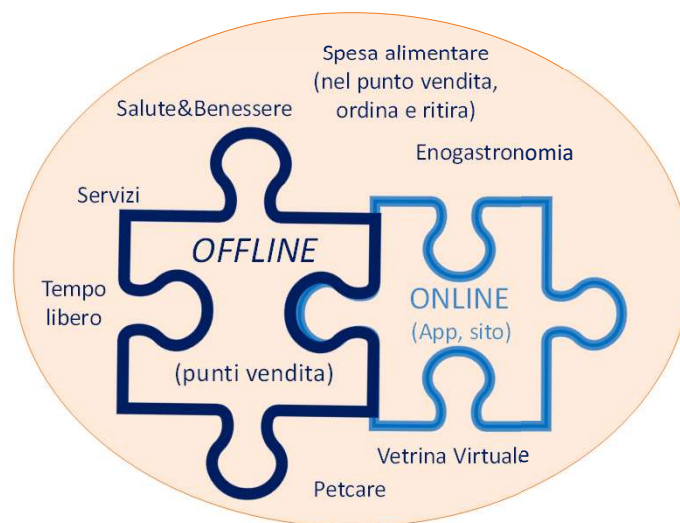 Spesa alimentare
(nel punto vendita,
ordina e ritira)
Salute&Benessere
Enogastronomia
Servizi
OFFLINE
Tempo
libero
ONLINE
(App, sito)
(punti vendita)
Vetrina Virtuale
Petcare